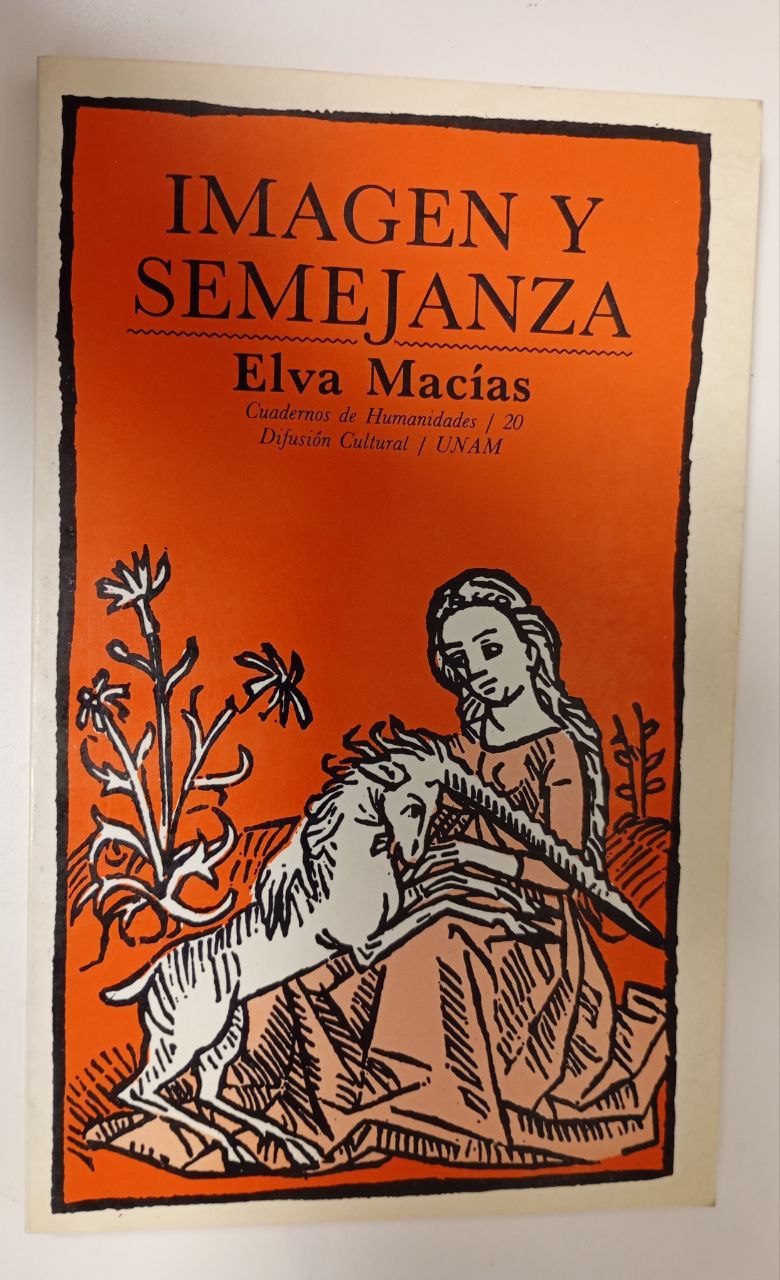 IMAGEN Y
SEMEJANZA
Elva Macías
Cuadernos de Humanidades / 20
Difusión Cultural / UNAM